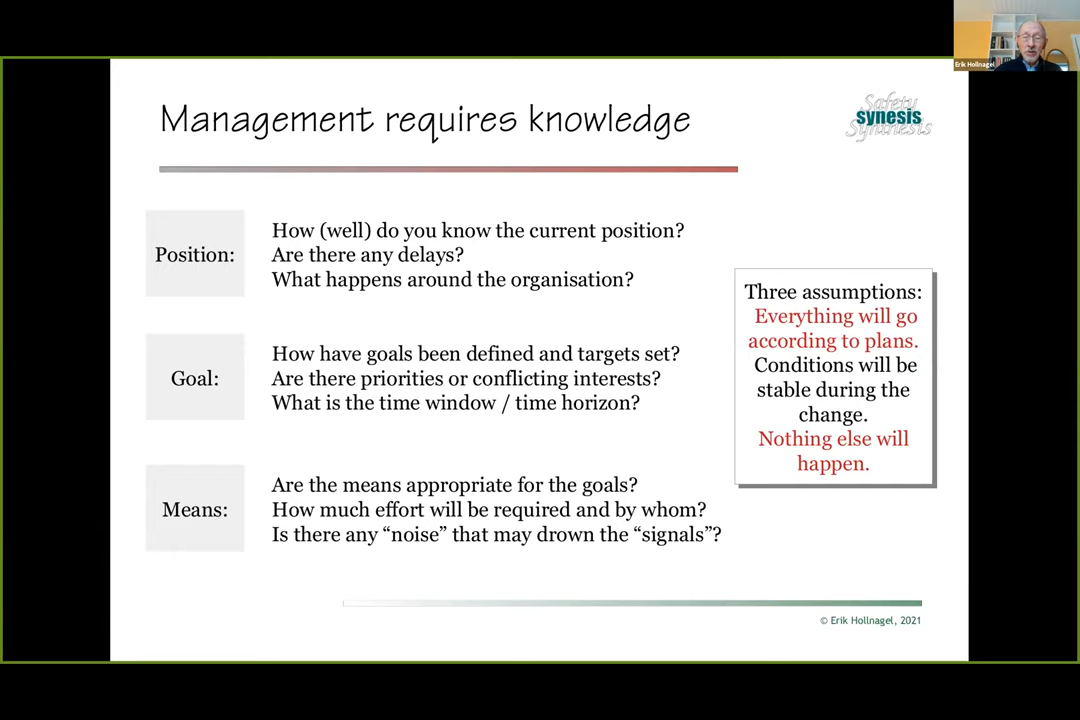 Erik Hollnagel
Management requires knowledge
Safety
synesis
Synthesis
Position:
How (well) do you know the current position?
Are there any delays?
What happens around the organisation?
Goal:
How have goals been defined and targets set?
Are there priorities or conflicting interests?
What is the time window / time horizon?
Means:
Are the means appropriate for the goals?
How much effort will be required and by whom?
Is there any “noise” that may drown the “signals”?
Three assumptions:
Everything will go
according to plans.
Conditions will be
stable during the
change.
Nothing else will
happen.
© Erik Hollnagel, 2021